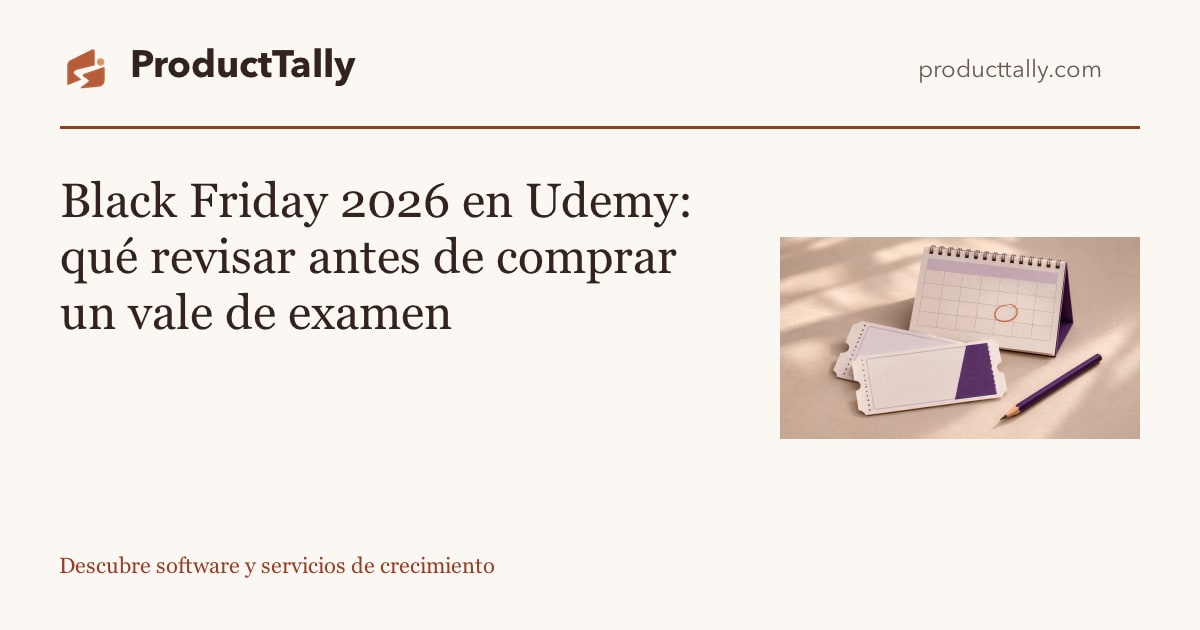 ProductTally
producttally.com
Black Friday 2026 en Udemy:
qué revisar antes de comprar
un vale de examen
Descubre software y servicios de crecimiento